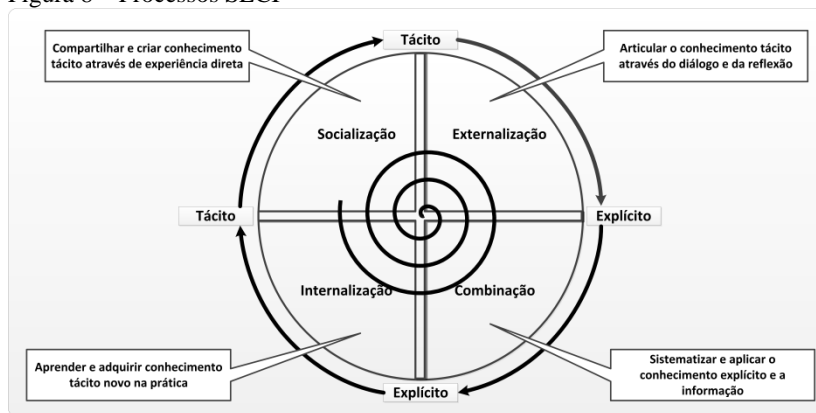 Figura 8 – Processos SECI
Tácito
Compartilhar e criar conhecimento
tácito através de experiência direta
Articular o conhecimento tácito
através do diálogo e da reflexão
Socialização
Externalização
Tácito
Explícito
Internalização
Combinação
Aprender e adquirir conhecimento
tácito novo na prática
Sistematizar e aplicar o
conhecimento explícito e a
informação
Explícito